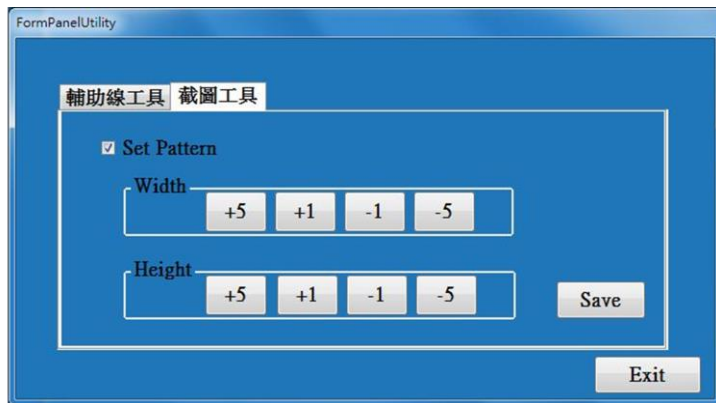 FormPanelUtility
輔助線工具 截圖工具
Set Pattern
Width
+5 +1 -1 -5
Height
+5 +1 -1 -5
Save
Exit